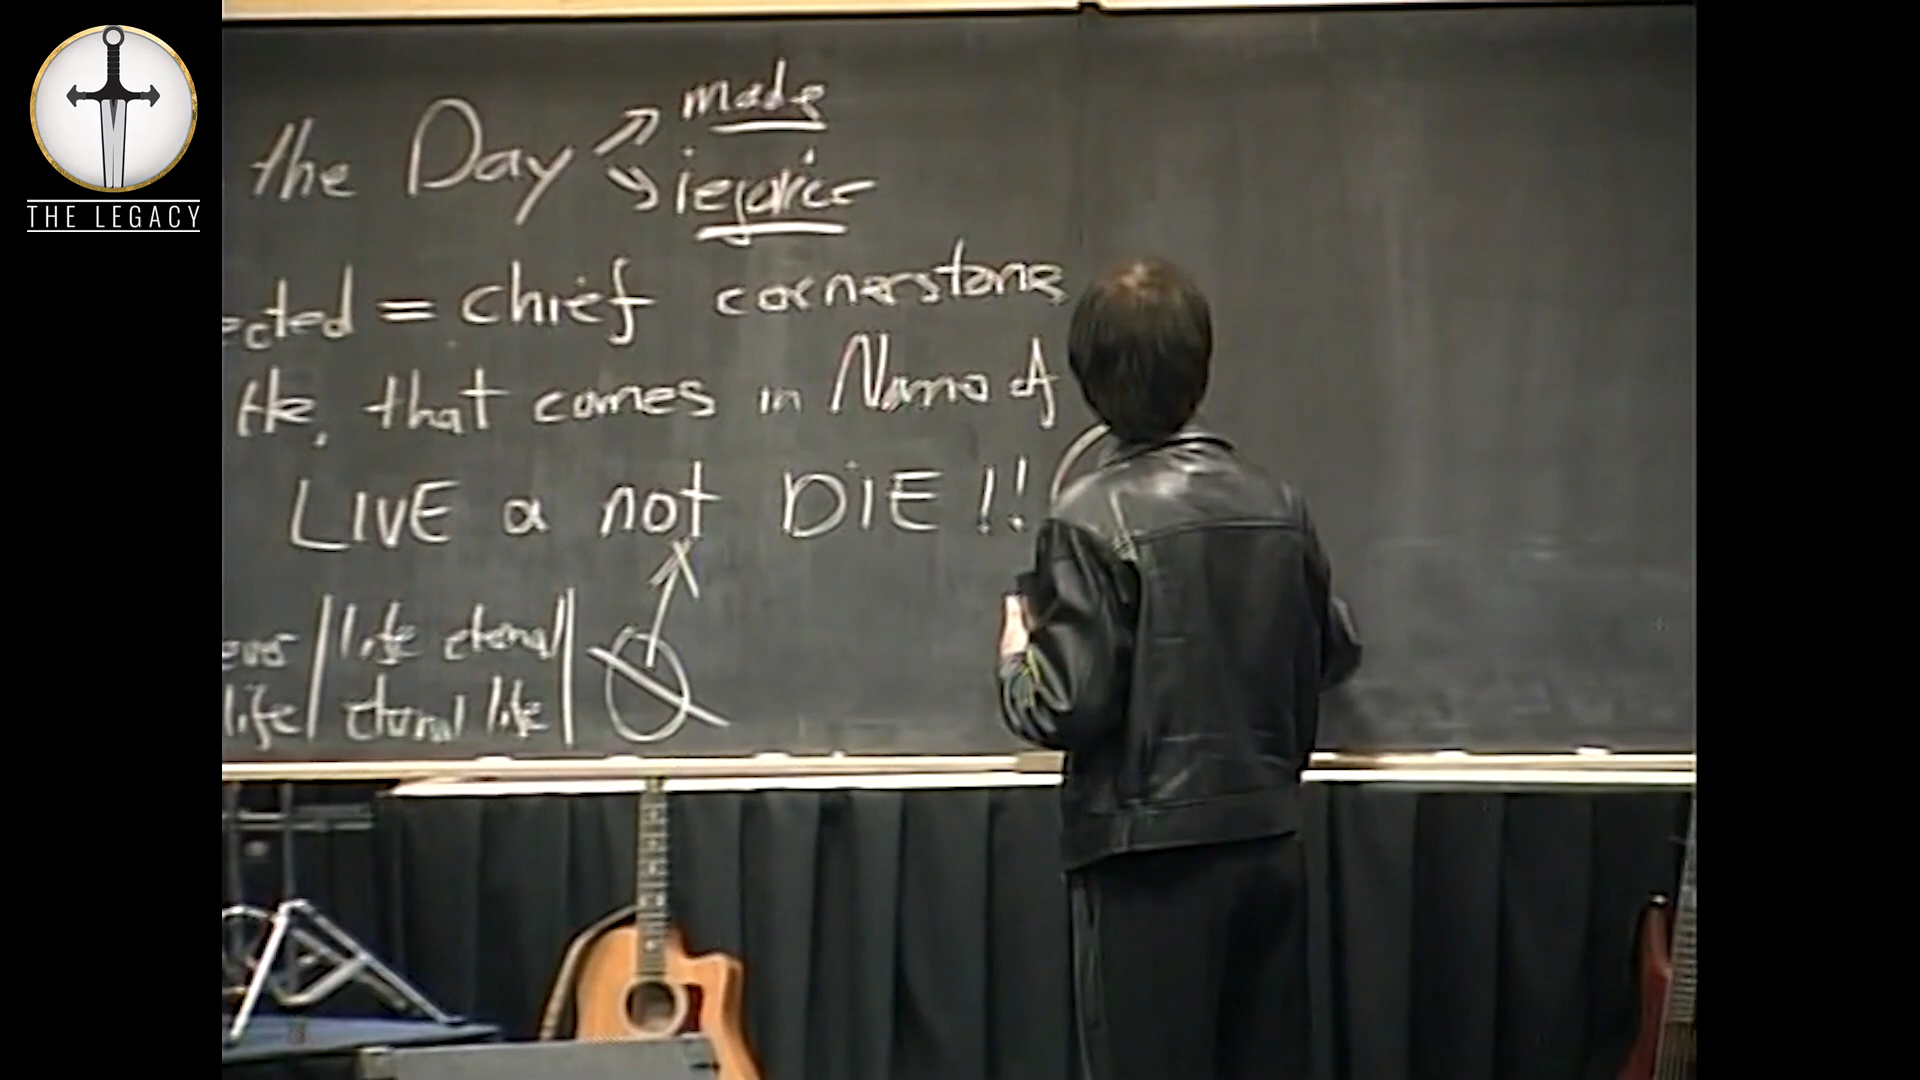 THE LEGACY
the Day made
rejoice
ected = chief cornerstone
He, that comes in Name of
LIVE a not DIE !!
ever / life eternal
life / eternal life